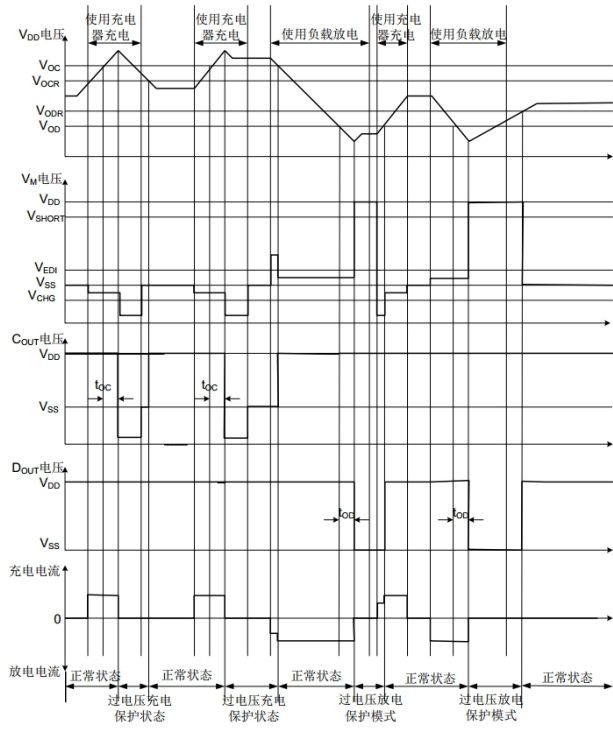 使用充电
器充电
使用充电
器充电
使用负载放电
使用充电
器充电
使用负载放电
VDD电压
VOC
VOCR
VODR
VOD
VM电压
VDD
VSHORT
VEDI
VSS
VCHG
COUT电压
VDD
tOC
tOC
VSS
DOUT电压
VDD
tOD
tOD
VSS
充电电流
0
放电电流
正常状态
正常状态
正常状态
正常状态
正常状态
过电压充电
保护状态
过电压充电
保护状态
过电压放电
保护模式
过电压放电
保护模式